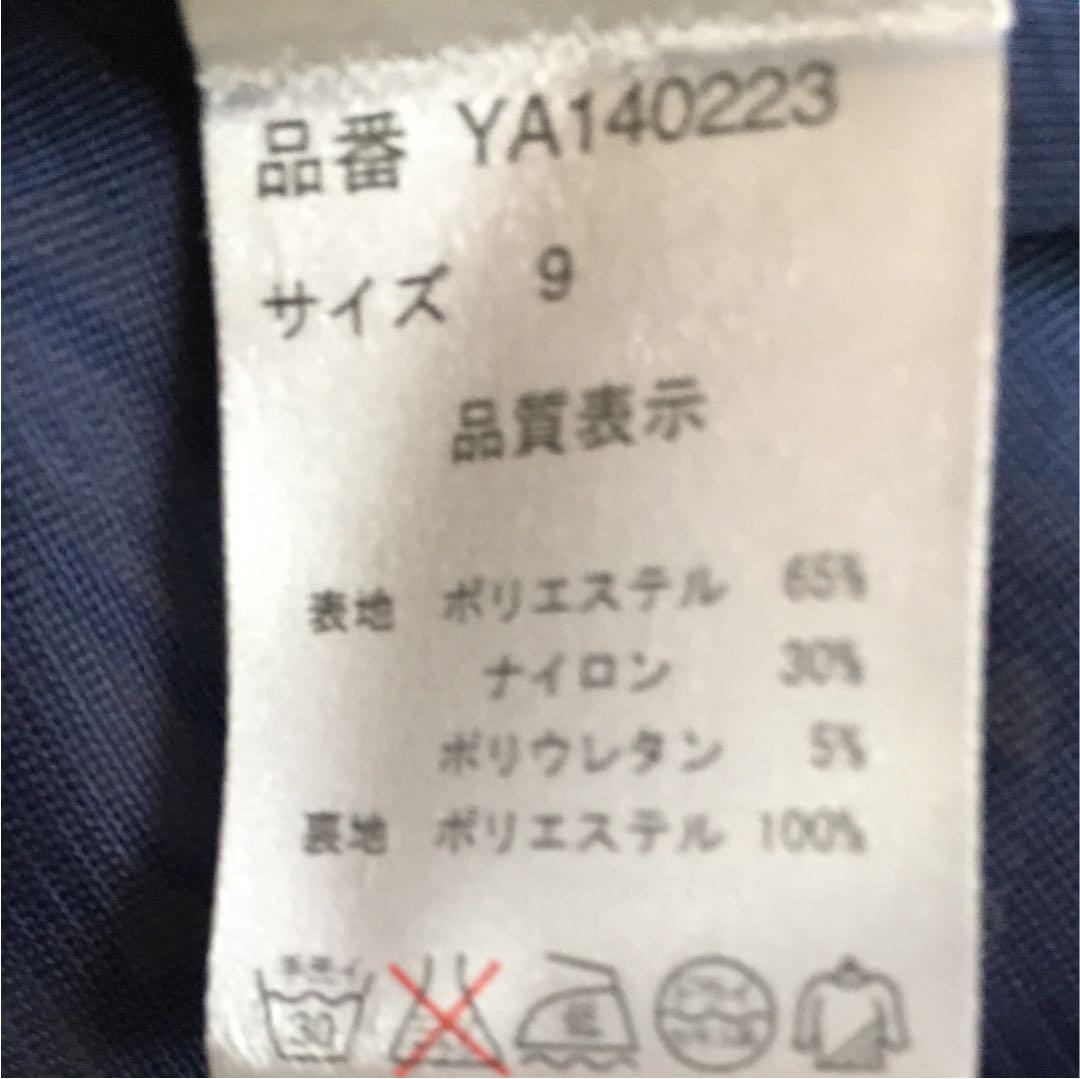 品番 YA140223
サイズ 9
品質表示
表地 ポリエステル 65%
ナイロン 30%
ポリウレタン 5%
裏地 ポリエステル 100%
30